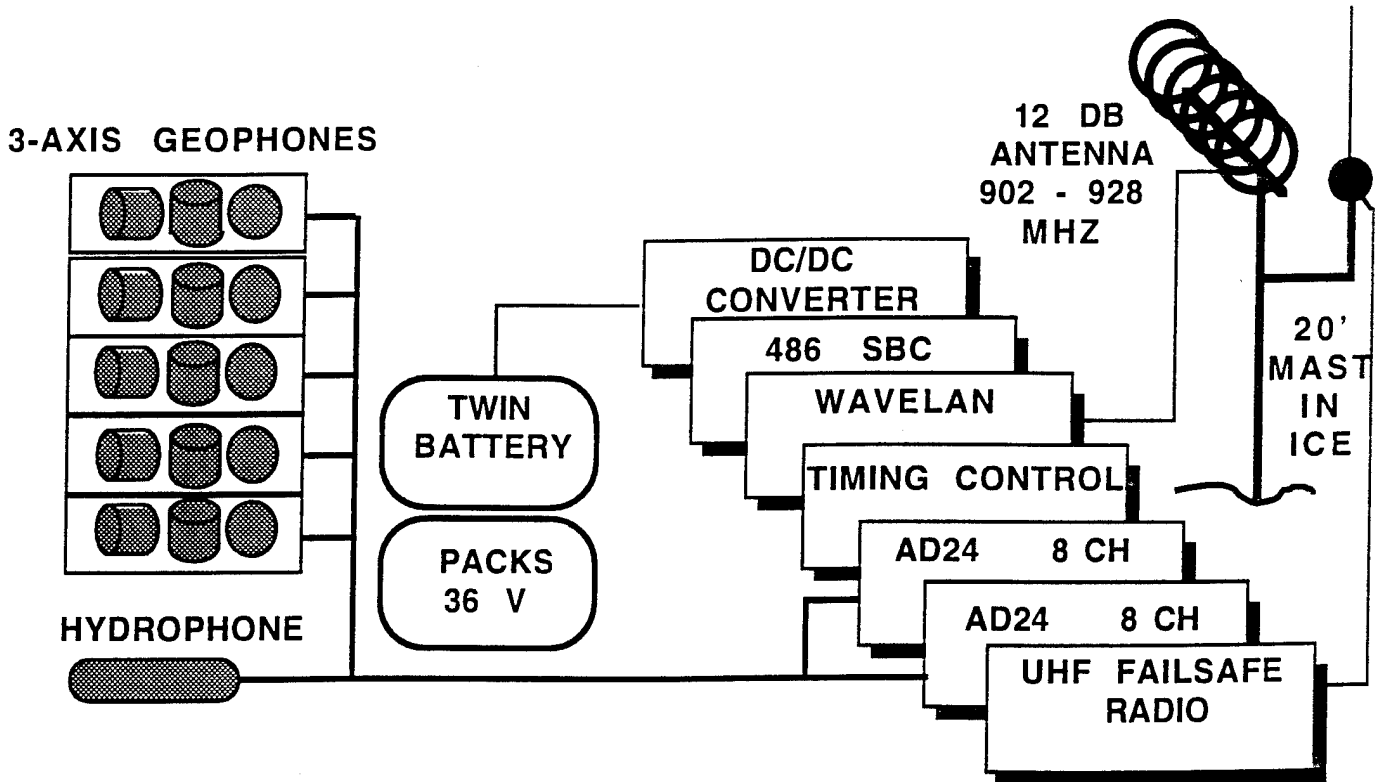 3-AXIS GEOPHONES
12 DB
ANTENNA
902 - 928
MHZ
DC/DC
CONVERTER
486 SBC
WAVELAN
TIMING CONTROL
AD24 8 CH
AD24 8 CH
UHF FAILSAFE
RADIO
TWIN
BATTERY
PACKS
36 V
HYDROPHONE
20'
MAST
IN
ICE